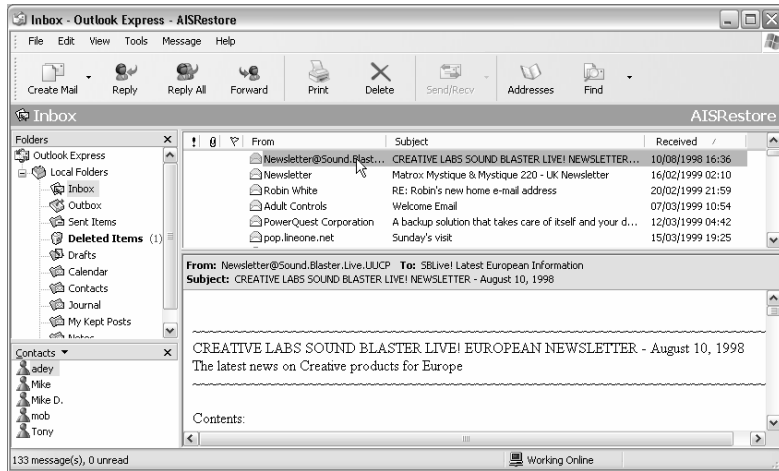 Inbox - Outlook Express - AISRestore
File Edit View Tools Message Help
Create Mail Reply Reply All Forward Print Delete Send/Recv Addresses Find
Inbox AISRestore
Folders
Outlook Express
Local Folders
Inbox
Outbox
Sent Items
Deleted Items (1)
Drafts
Calendar
Contacts
Journal
My Kept Posts
Notes
Contacts
adey
Mike
Mike D.
mob
Tony
! From Subject Received
Newsletter@Sound.Blast... CREATIVE LABS SOUND BLASTER LIVE! NEWSLETTER... 10/08/1998 16:36
Newsletter Matrox Mystique & Mystique 220 - UK Newsletter 16/02/1999 02:10
Robin White RE: Robin's new home e-mail address 20/02/1999 21:59
Adult Controls Welcome Email 07/03/1999 10:54
PowerQuest Corporation A backup solution that takes care of itself and your d... 12/03/1999 04:42
pop.lineone.net Sunday's visit 15/03/1999 19:25
From: Newsletter@Sound.Blaster.Live.UUCP To: SBLive! Latest European Information
Subject: CREATIVE LABS SOUND BLASTER LIVE! NEWSLETTER - August 10, 1998
~~~~~~~~~~~~~~~~~~~~~~~~~~~~~~~~~~~~~~~~
CREATIVE LABS SOUND BLASTER LIVE! EUROPEAN NEWSLETTER - August 10, 1998
The latest news on Creative products for Europe
~~~~~~~~~~~~~~~~~~~~~~~~~~~~~~~~~~~~~~~~
Contents:
133 message(s), 0 unread Working Online